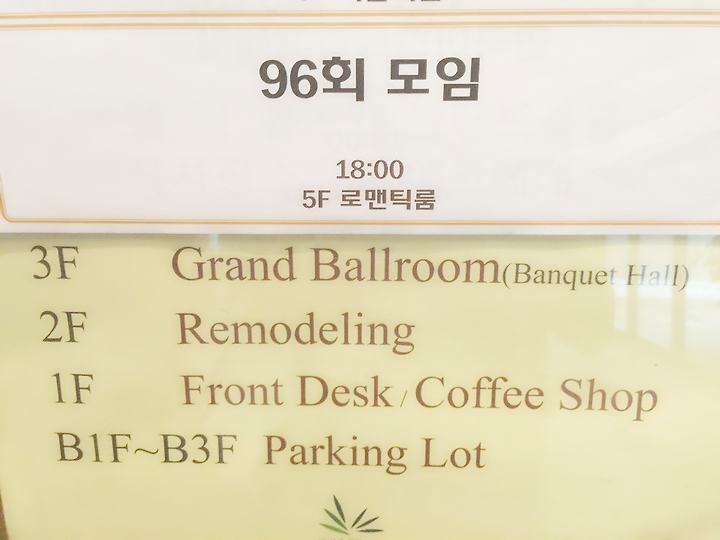 96회 모임
18:00
5F 로맨틱룸
3F Grand Ballroom(Banquet Hall)
2F Remodeling
1F Front Desk / Coffee Shop
B1F~B3F Parking Lot